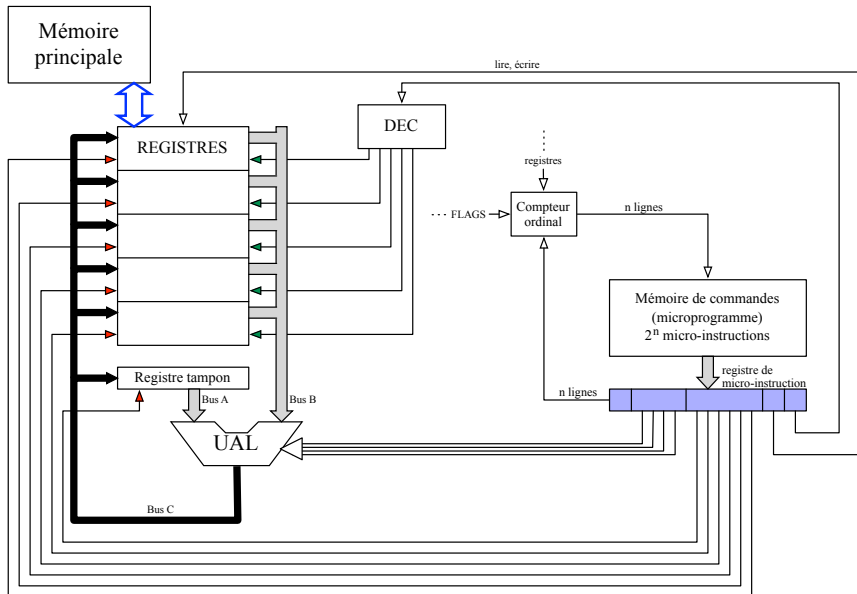 Mémoire
principale
lire, écrire
DEC
REGISTRES
registres
FLAGS
Compteur
ordinal
n lignes
Mémoire de commandes
(microprogramme)
2ⁿ micro-instructions
registre de
micro-instruction
n lignes
Registre tampon
Bus A
Bus B
UAL
Bus C